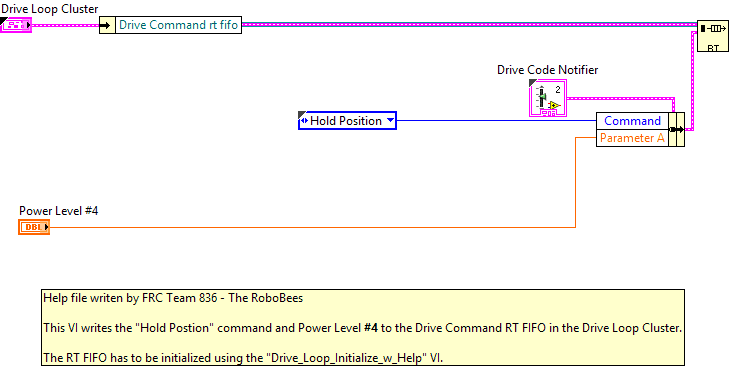 Drive Loop Cluster
Drive Command rt fifo
RT
Drive Code Notifier
2
Hold Position
Command
Parameter A
Power Level #4
DBL
Help file writen by FRC Team 836 - The RoboBees
This VI writes the "Hold Postion" command and Power Level #4 to the Drive Command RT FIFO in the Drive Loop Cluster.
The RT FIFO has to be initialized using the "Drive_Loop_Initialize_w_Help" VI.